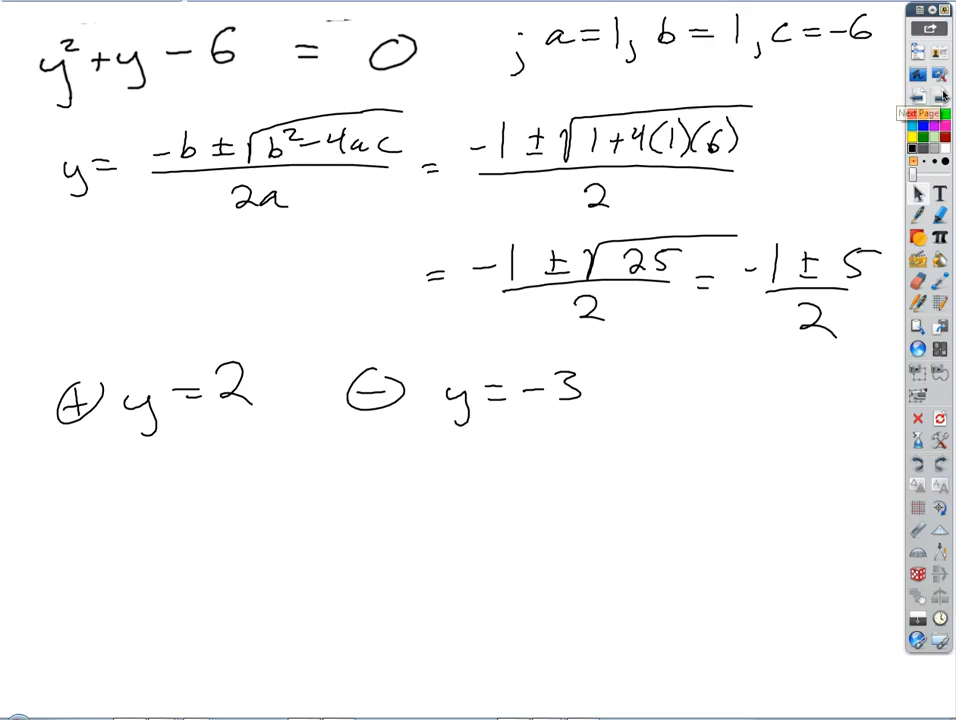 y² + y - 6 = 0 ; a = 1, b = 1, c = -6
y = (-b ± √(b² - 4ac)) / 2a = (-1 ± √(1 + 4(1)(6))) / 2
= (-1 ± √25) / 2 = (-1 ± 5) / 2
⊕ y = 2 ⊖ y = -3
Next Page
T
π